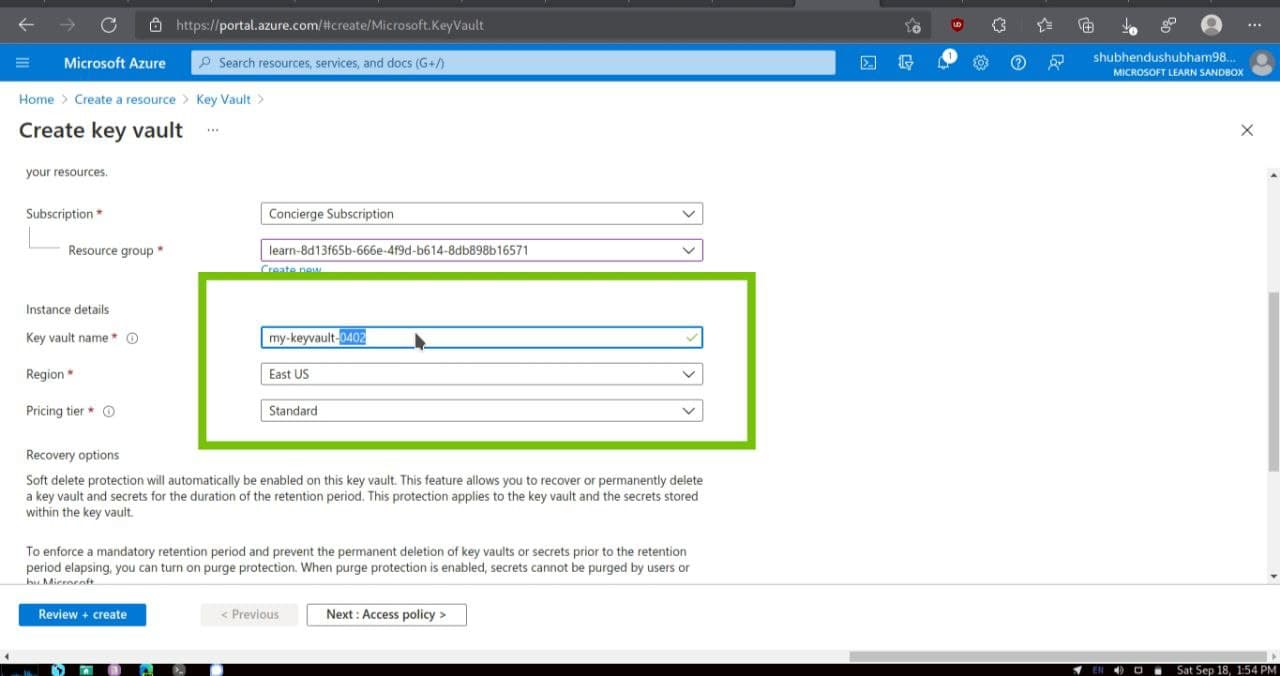 https://portal.azure.com/#create/Microsoft.KeyVault
Microsoft Azure
Search resources, services, and docs (G+/)
1
shubhendushubham98...
MICROSOFT LEARN SANDBOX
Home > Create a resource > Key Vault >
Create key vault ...
your resources.
Subscription *
Concierge Subscription
Resource group *
learn-8d13f65b-666e-4f9d-b614-8db898b16571
Create new
Instance details
Key vault name *
my-keyvault-0402
Region *
East US
Pricing tier *
Standard
Recovery options
Soft delete protection will automatically be enabled on this key vault. This feature allows you to recover or permanently delete
a key vault and secrets for the duration of the retention period. This protection applies to the key vault and the secrets stored
within the key vault.
To enforce a mandatory retention period and prevent the permanent deletion of key vaults or secrets prior to the retention
period elapsing, you can turn on purge protection. When purge protection is enabled, secrets cannot be purged by users or
by Microsoft.
Review + create
< Previous
Next : Access policy >
EN
Sat Sep 18, 1:54 PM